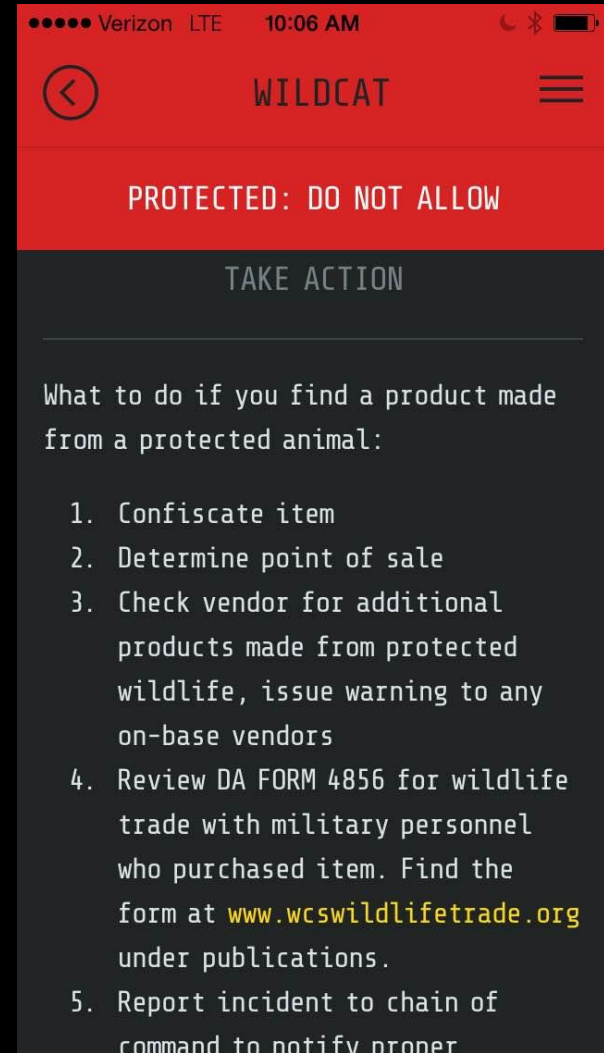 Verizon LTE 10:06 AM
WILDCAT
PROTECTED: DO NOT ALLOW
TAKE ACTION
What to do if you find a product made
from a protected animal:
1. Confiscate item
2. Determine point of sale
3. Check vendor for additional
products made from protected
wildlife, issue warning to any
on-base vendors
4. Review DA FORM 4856 for wildlife
trade with military personnel
who purchased item. Find the
form at www.wcswildlifetrade.org
under publications.
5. Report incident to chain of
command to notify proper